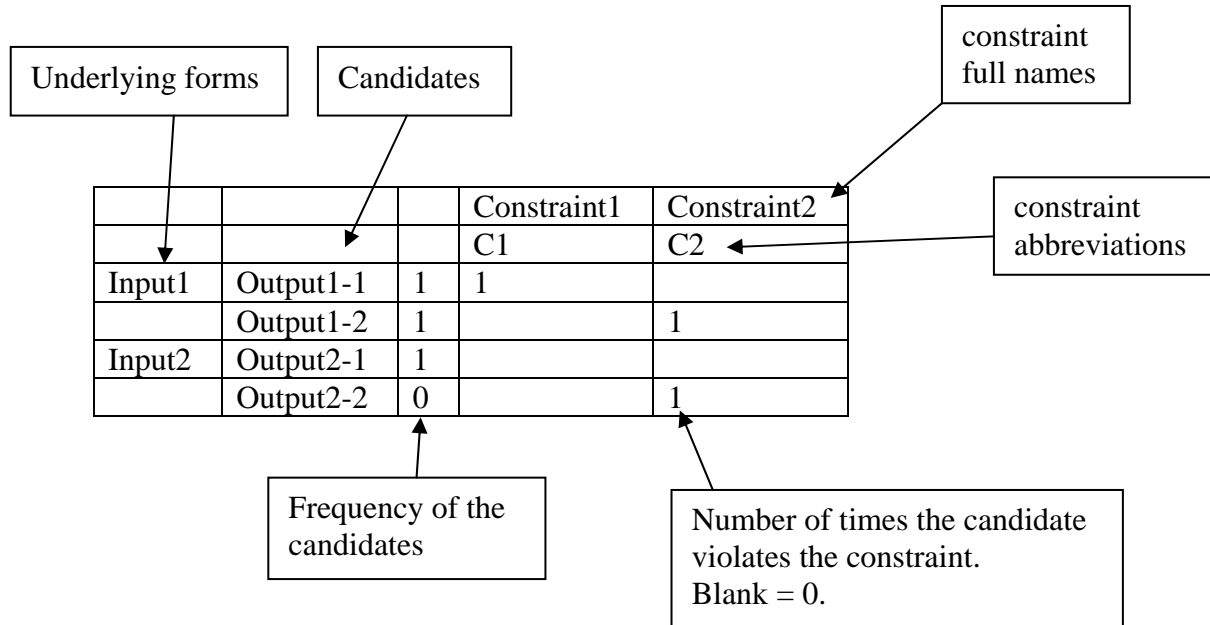 constraint
full names
Underlying forms
Candidates
Constraint1 Constraint2
C1 C2
constraint
abbreviations
Input1 Output1-1 1 1
Output1-2 1 1
Input2 Output2-1 1
Output2-2 0 1
Frequency of the
candidates
Number of times the candidate
violates the constraint.
Blank = 0.